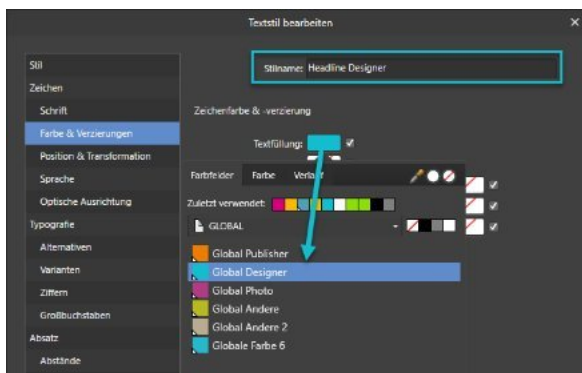 Textstil bearbeiten
Stil
Stilname: Headline Designer
Zeichen
Schrift
Zeichenfarbe & -verzierung
Farbe & Verzierungen
Textfüllung:
Position & Transformation
Sprache
Farbfelder Farbe Verlauf
Optische Ausrichtung
Zuletzt verwendet:
Typografie
GLOBAL
Alternativen
Global Publisher
Varianten
Global Designer
Ziffern
Global Photo
Großbuchstaben
Global Andere
Global Andere 2
Absatz
Globale Farbe 6
Abstände